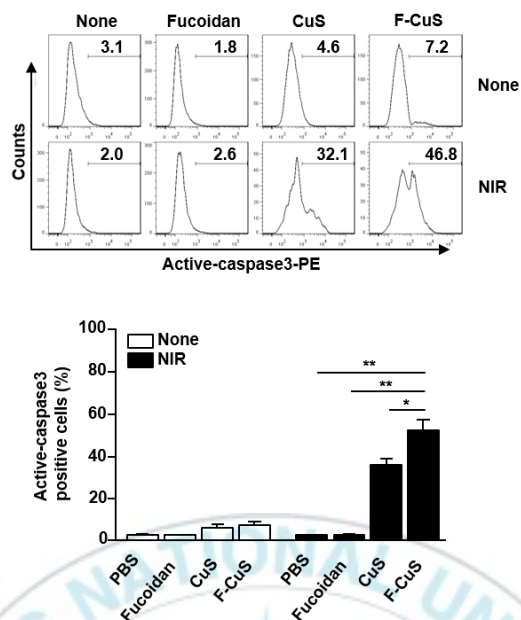 None Fucoidan CuS F-CuS
3.1 1.8 4.6 7.2
None
2.0 2.6 32.1 46.8
NIR
Counts
Active-caspase3-PE
100
80
60
40
20
0
Active-caspase3
positive cells (%)
None
NIR
**
**
*
PBS Fucoidan CuS F-CuS PBS Fucoidan CuS F-CuS
NATIONAL UN